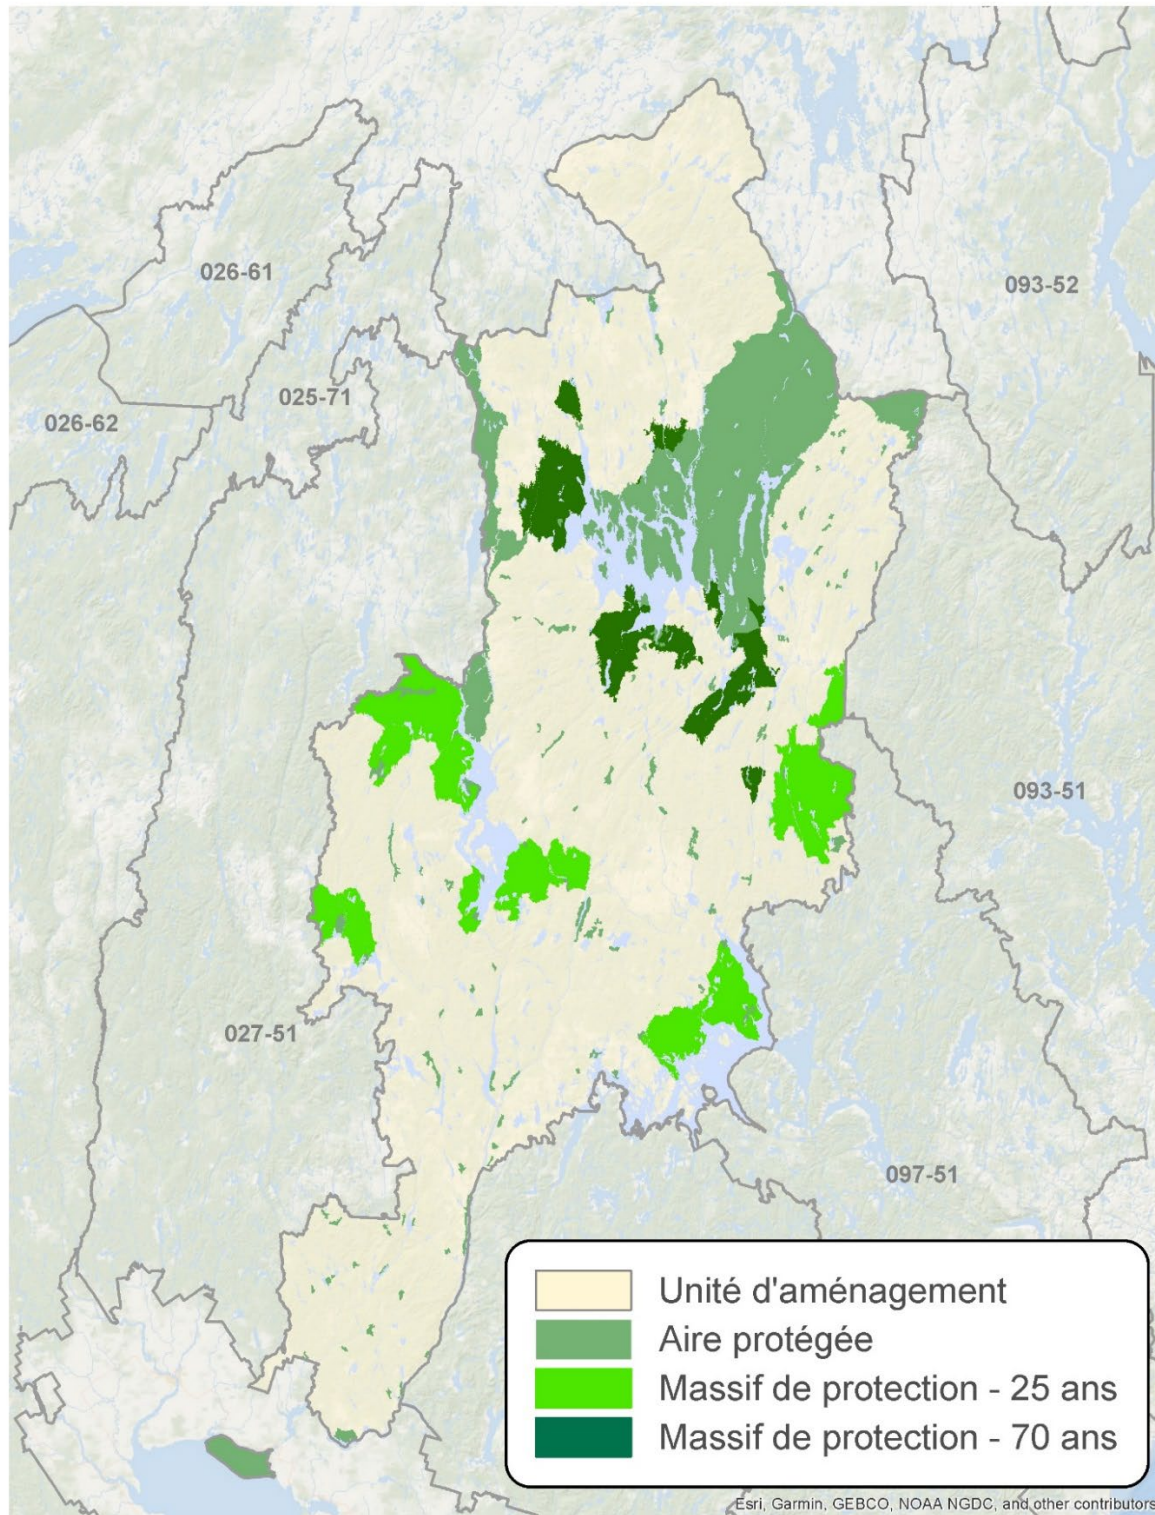 026-61
093-52
025-71
026-62
093-51
027-51
097-51
Unité d'aménagement
Aire protégée
Massif de protection - 25 ans
Massif de protection - 70 ans
Esri, Garmin, GEBCO, NOAA NGDC, and other contributors